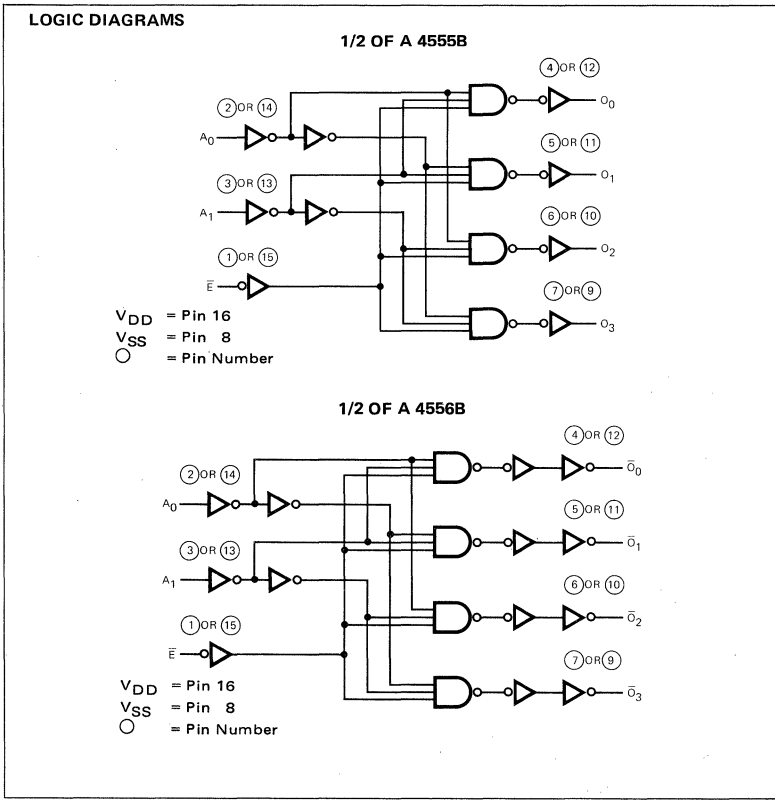 LOGIC DIAGRAMS
1/2 OF A 4555B
4 OR 12
O0
2 OR 14
A0
5 OR 11
O1
3 OR 13
A1
6 OR 10
O2
1 OR 15
E̅
7 OR 9
O3
VDD = Pin 16
VSS = Pin 8
○ = Pin Number
1/2 OF A 4556B
4 OR 12
O̅0
2 OR 14
A0
5 OR 11
O̅1
3 OR 13
A1
6 OR 10
O̅2
1 OR 15
E̅
7 OR 9
O̅3
VDD = Pin 16
VSS = Pin 8
○ = Pin Number